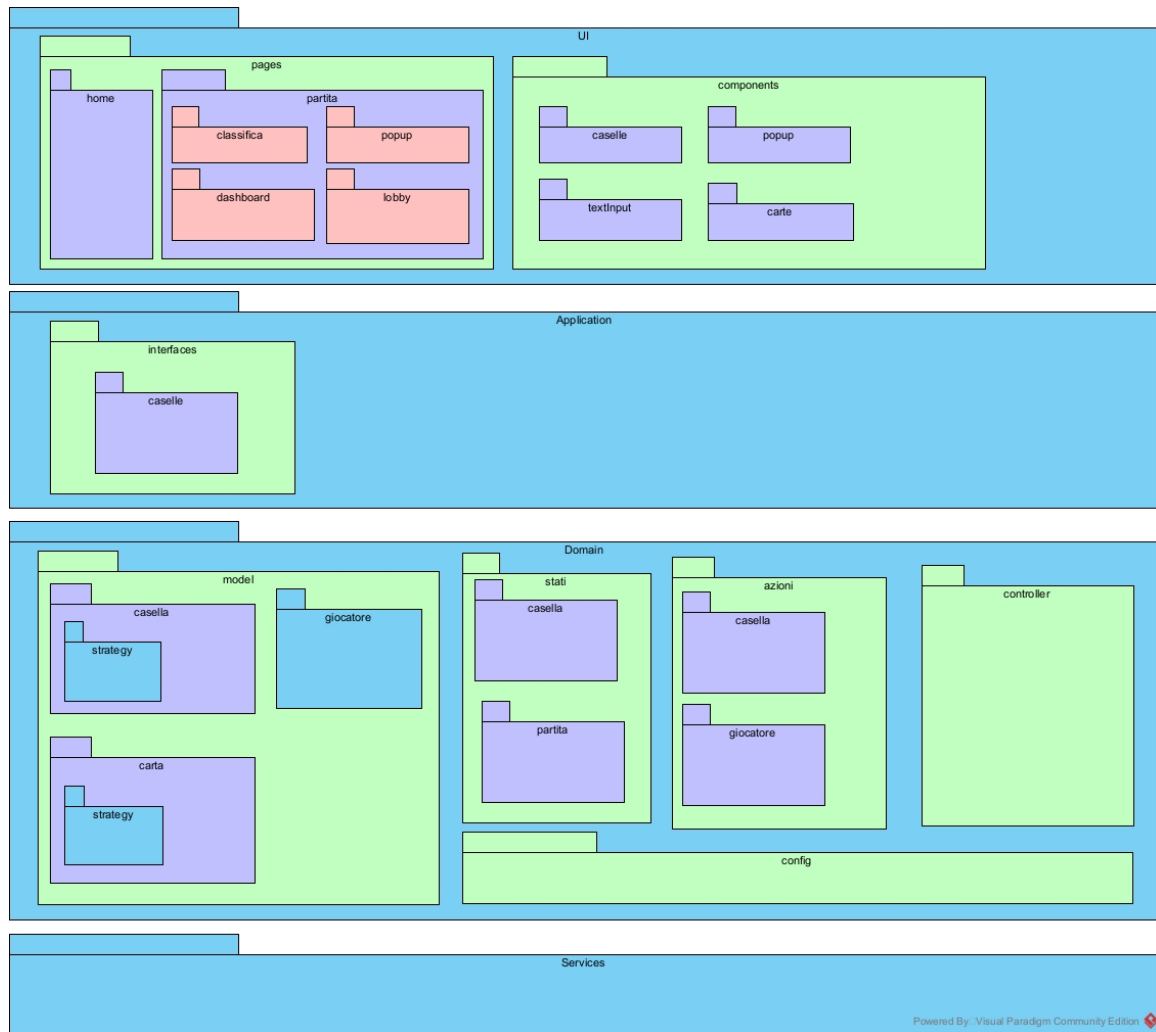 UI
pages
home
partita
classifica
popup
dashboard
lobby
components
caselle
popup
textInput
carte
Application
interfaces
caselle
Domain
model
casella
strategy
giocatore
carta
strategy
stati
casella
partita
azioni
casella
giocatore
controller
config
Services
Powered By: Visual Paradigm Community Edition